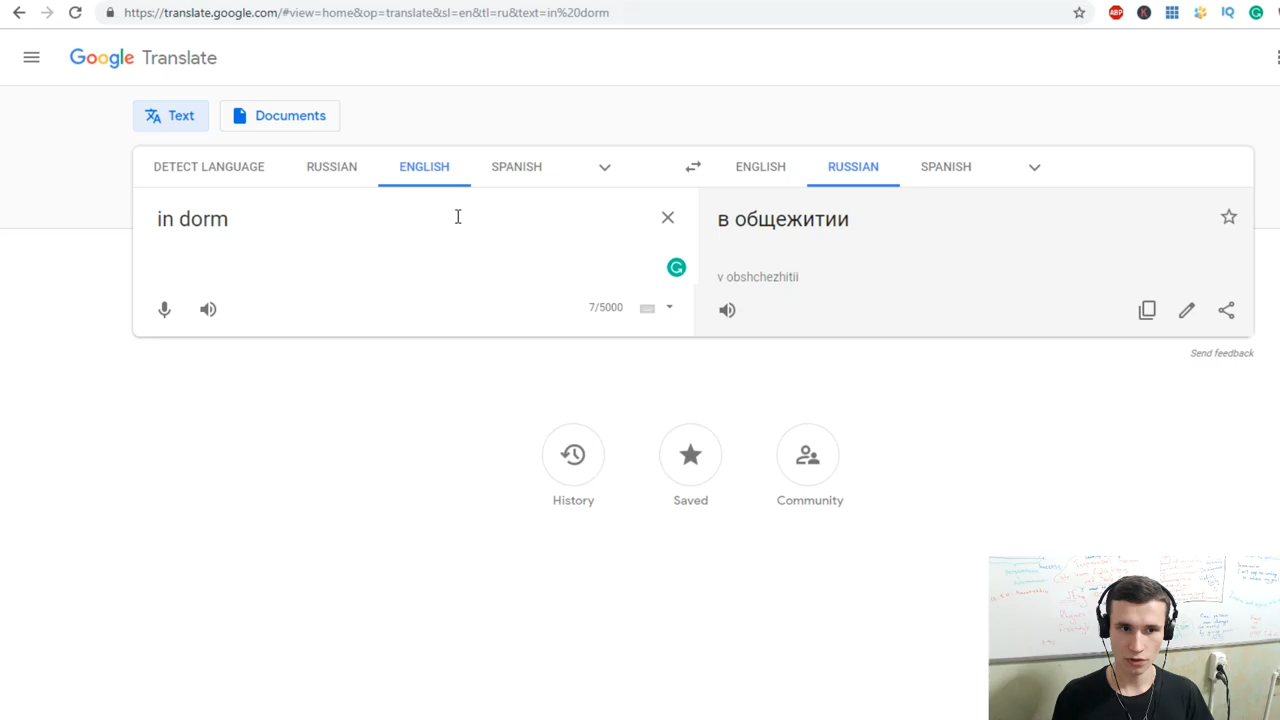 https://translate.google.com/#view=home&op=translate&sl=en&tl=ru&text=in%20dorm
ABP
K
IQ
G
Google Translate
Text
Documents
DETECT LANGUAGE
RUSSIAN
ENGLISH
SPANISH
ENGLISH
RUSSIAN
SPANISH
in dorm
в общежитии
G
v obshchezhitii
7/5000
Send feedback
History
Saved
Community